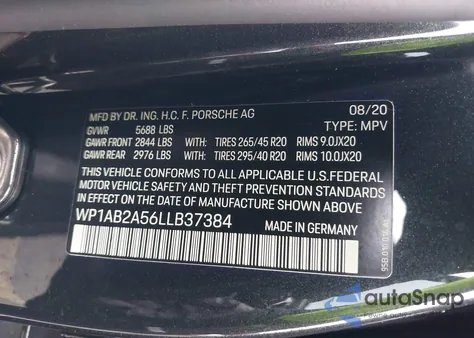 MFD BY DR. ING. H.C. F. PORSCHE AG 08/20
GVWR 5688 LBS TYPE: MPV
GAWR FRONT 2844 LBS WITH: TIRES 265/45 R20 RIMS 9.0JX20
GAWR REAR 2976 LBS WITH: TIRES 295/40 R20 RIMS 10.0JX20
THIS VEHICLE CONFORMS TO ALL APPLICABLE U.S.FEDERAL
MOTOR VEHICLE SAFETY AND THEFT PREVENTION STANDARDS
IN EFFECT ON THE DATE OF MANUFACTURE SHOWN ABOVE
WP1AB2A56LLB37384 MADE IN GERMANY
autoSnap